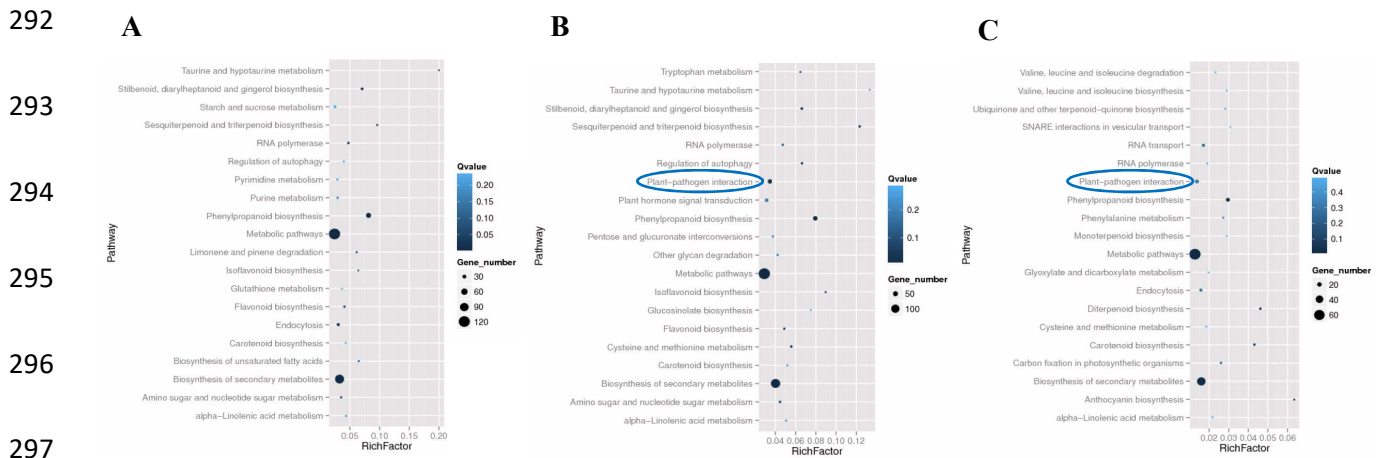 292
293
294
295
296
297
A
Pathway
Taurine and hypotaurine metabolism
Stilbenoid, diarylheptanoid and gingerol biosynthesis
Starch and sucrose metabolism
Sesquiterpenoid and triterpenoid biosynthesis
RNA polymerase
Regulation of autophagy
Pyrimidine metabolism
Purine metabolism
Phenylpropanoid biosynthesis
Metabolic pathways
Limonene and pinene degradation
Isoflavonoid biosynthesis
Glutathione metabolism
Flavonoid biosynthesis
Endocytosis
Carotenoid biosynthesis
Biosynthesis of unsaturated fatty acids
Biosynthesis of secondary metabolites
Amino sugar and nucleotide sugar metabolism
alpha−Linolenic acid metabolism
0.05 0.10 0.15 0.20
RichFactor
Qvalue
0.20
0.15
0.10
0.05
Gene_number
30
60
90
120
B
Pathway
Tryptophan metabolism
Taurine and hypotaurine metabolism
Stilbenoid, diarylheptanoid and gingerol biosynthesis
Sesquiterpenoid and triterpenoid biosynthesis
RNA polymerase
Regulation of autophagy
Plant−pathogen interaction
Plant hormone signal transduction
Phenylpropanoid biosynthesis
Pentose and glucuronate interconversions
Other glycan degradation
Metabolic pathways
Isoflavonoid biosynthesis
Glucosinolate biosynthesis
Flavonoid biosynthesis
Cysteine and methionine metabolism
Carotenoid biosynthesis
Biosynthesis of secondary metabolites
Amino sugar and nucleotide sugar metabolism
alpha−Linolenic acid metabolism
0.04 0.06 0.08 0.10 0.12
RichFactor
Qvalue
0.2
0.1
Gene_number
50
100
C
Pathway
Valine, leucine and isoleucine degradation
Valine, leucine and isoleucine biosynthesis
Ubiquinone and other terpenoid−quinone biosynthesis
SNARE interactions in vesicular transport
RNA transport
RNA polymerase
Plant−pathogen interaction
Phenylpropanoid biosynthesis
Phenylalanine metabolism
Monoterpenoid biosynthesis
Metabolic pathways
Glyoxylate and dicarboxylate metabolism
Endocytosis
Diterpenoid biosynthesis
Cysteine and methionine metabolism
Carotenoid biosynthesis
Carbon fixation in photosynthetic organisms
Biosynthesis of secondary metabolites
Anthocyanin biosynthesis
alpha−Linolenic acid metabolism
0.02 0.03 0.04 0.05 0.06
RichFactor
Qvalue
0.4
0.3
0.2
0.1
Gene_number
20
40
60